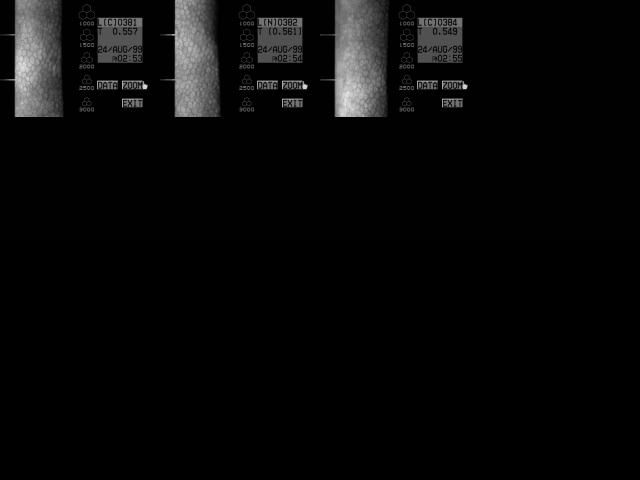 L(C)0381
1000
T 0.557
1500
24/AUG/99
PM02:53
2000
2500
DATA ZOOM
3000
EXIT
L(N)0382
1000
T (0.561)
1500
24/AUG/99
PM02:54
2000
2500
DATA ZOOM
3000
EXIT
L(C)0384
1000
T 0.549
1500
24/AUG/99
PM02:55
2000
2500
DATA ZOOM
3000
EXIT